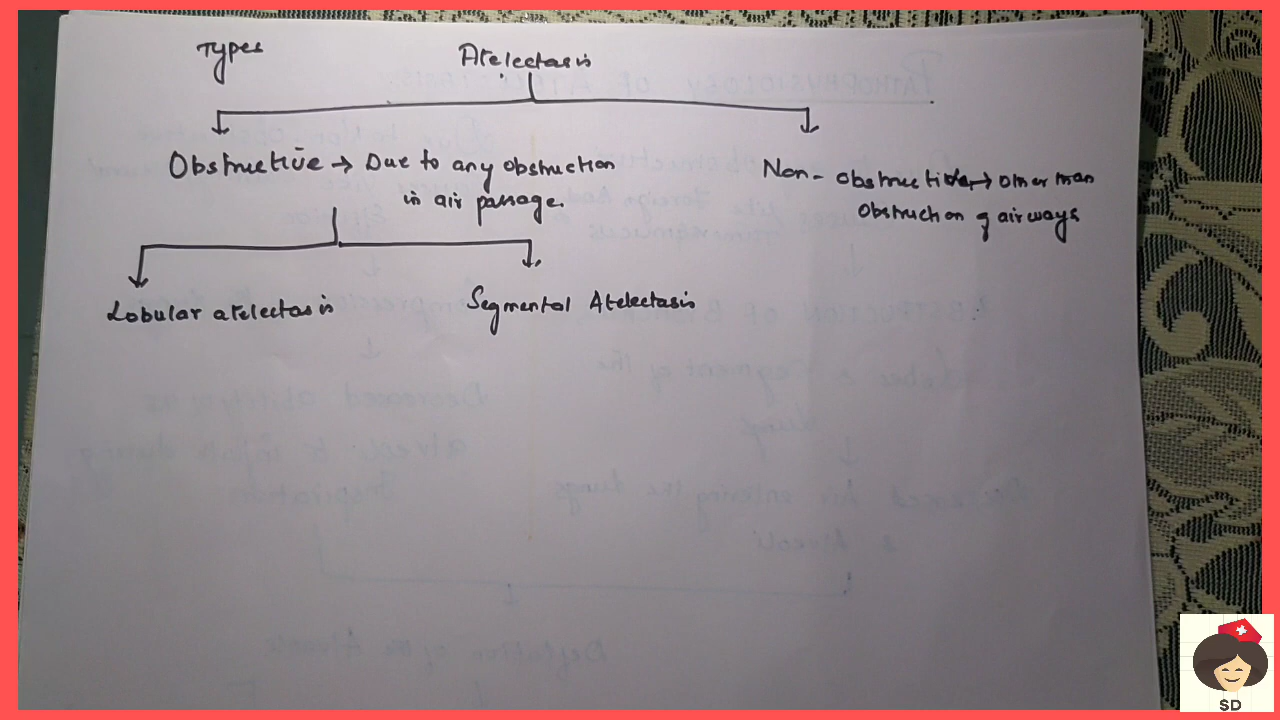 Types
Atelectasis
Obstructive → Due to any obstruction
in air passage.
Non- obstructive → other than
Obstruction of airways
Lobular atelectasis
Segmental Atelectasis
SD